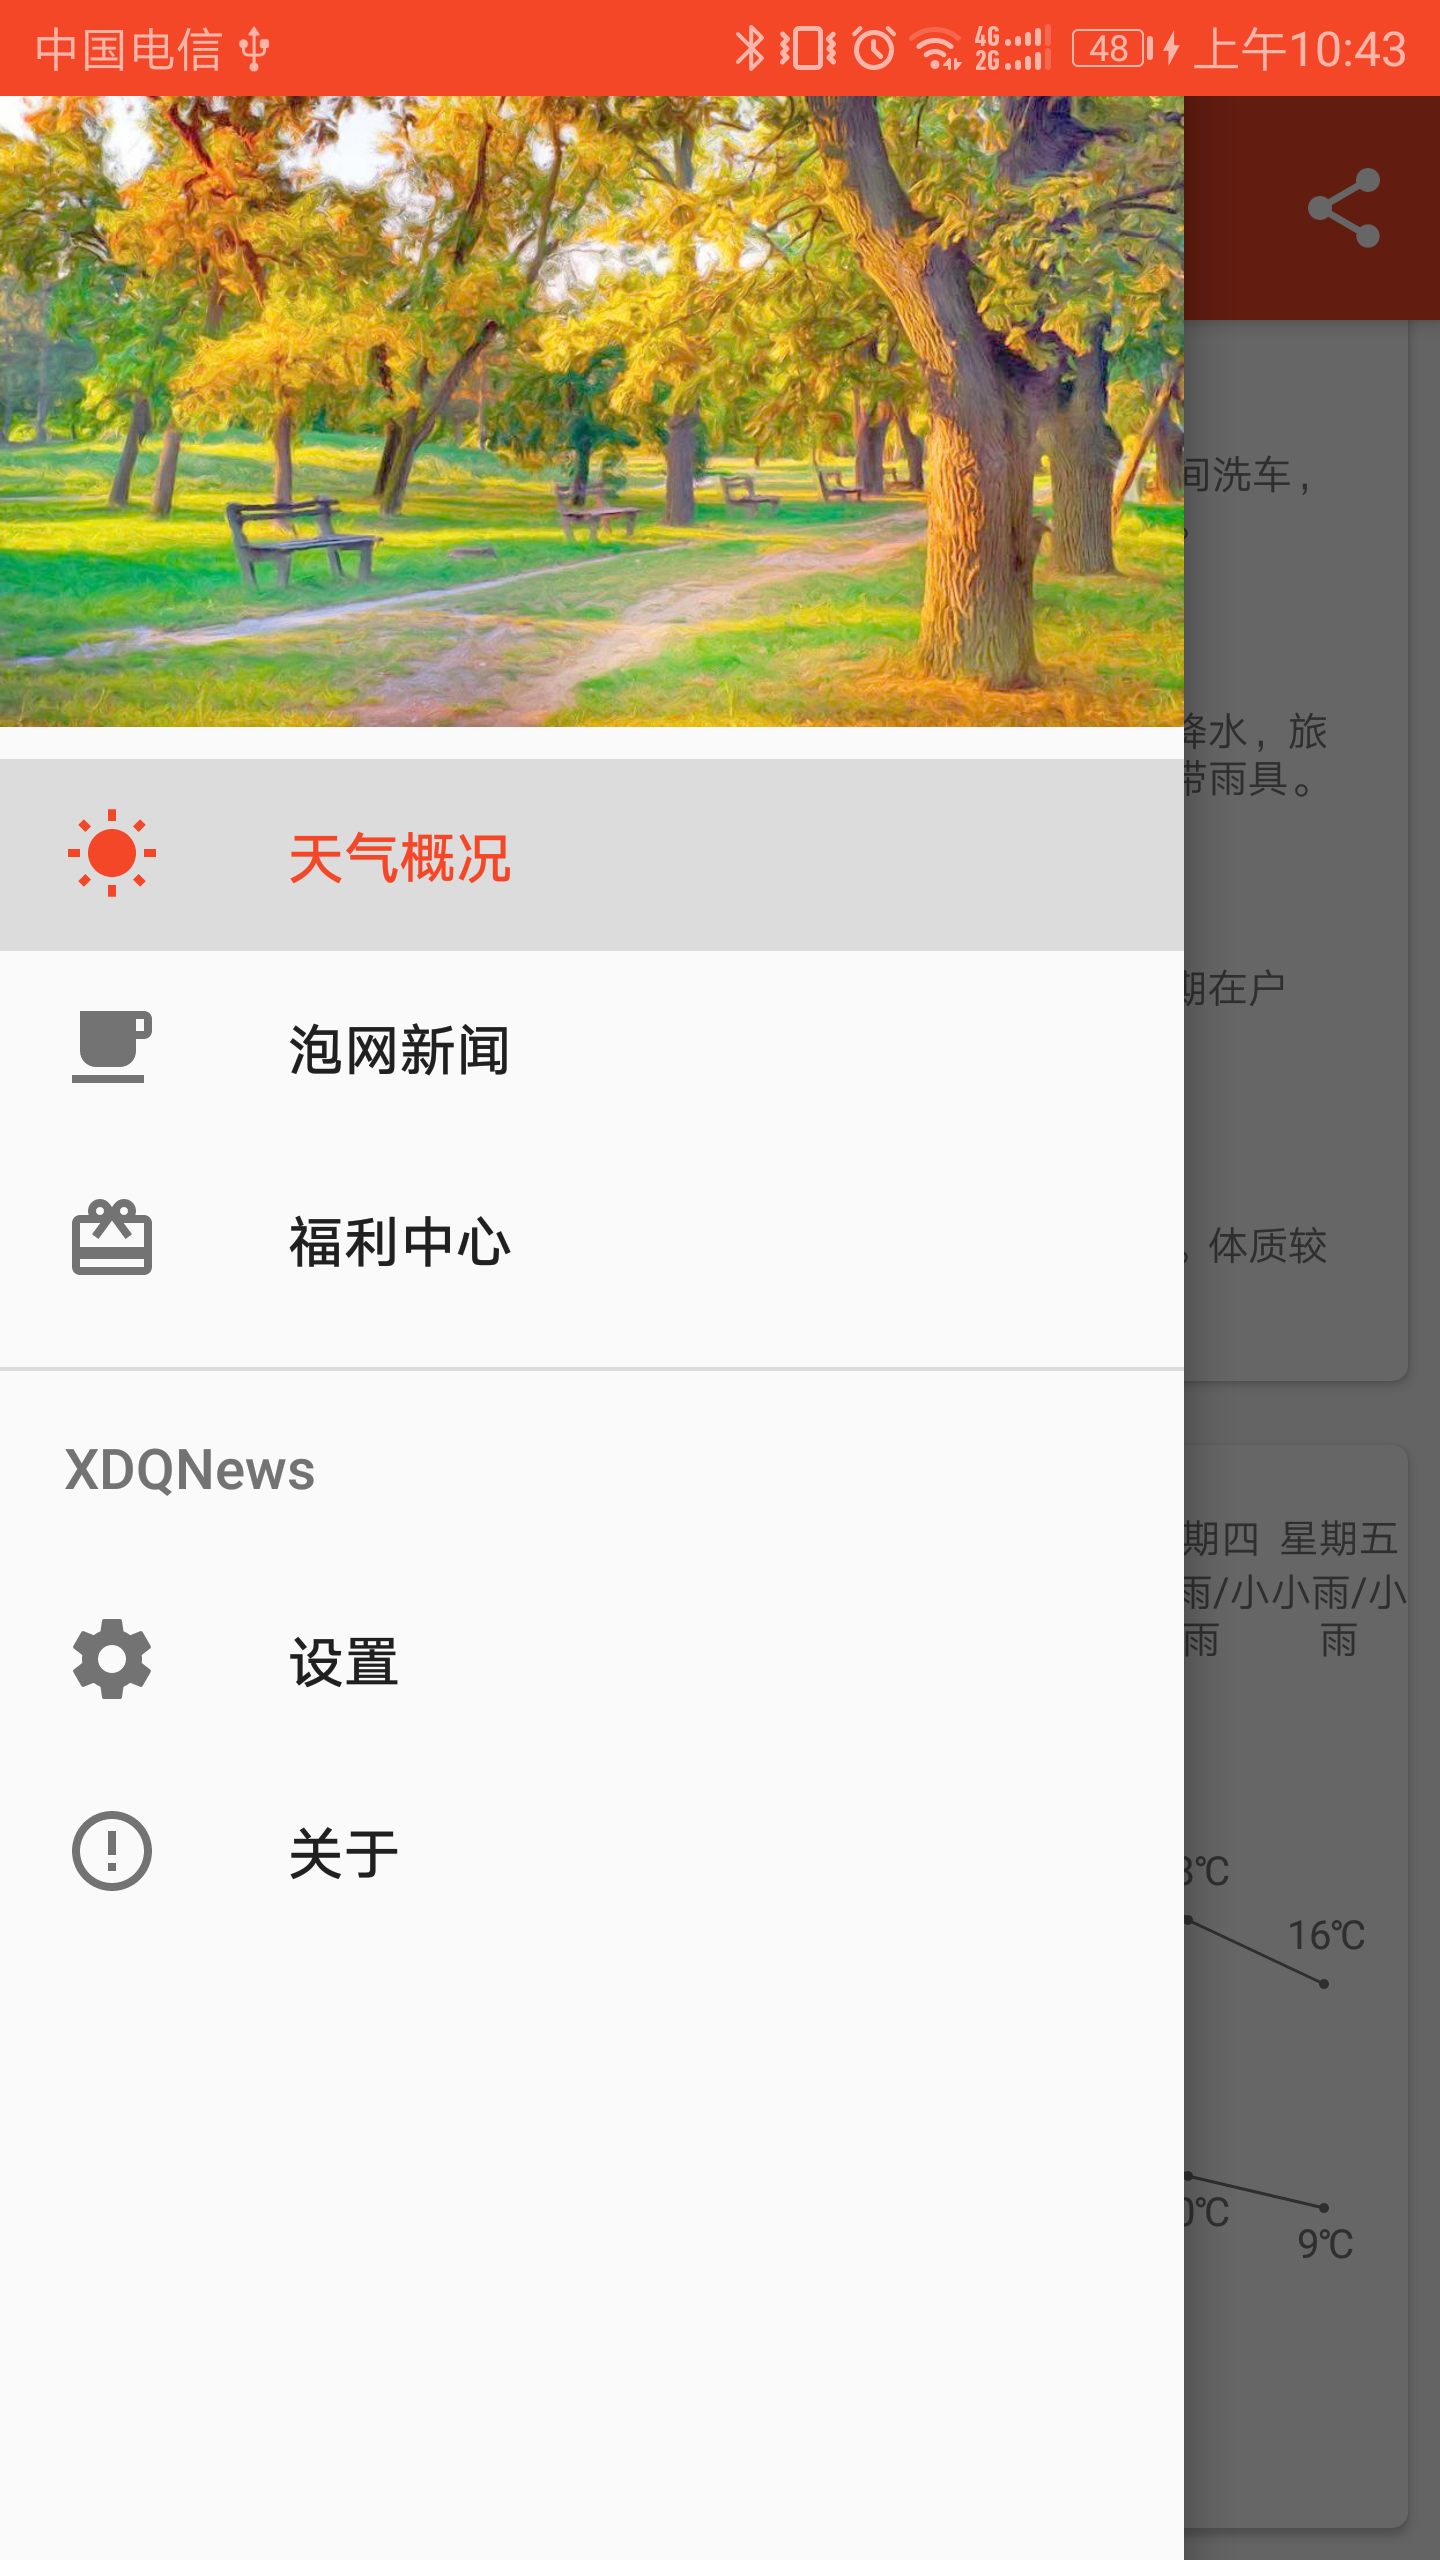 中国电信 4G 2G 48 上午10:43
间洗车，
降水，旅
带雨具。
天气概况
期在户
泡网新闻
福利中心
，体质较
XDQNews
期四 星期五
雨/小 小雨/小
雨 雨
设置
关于
℃
16℃
0℃
9℃